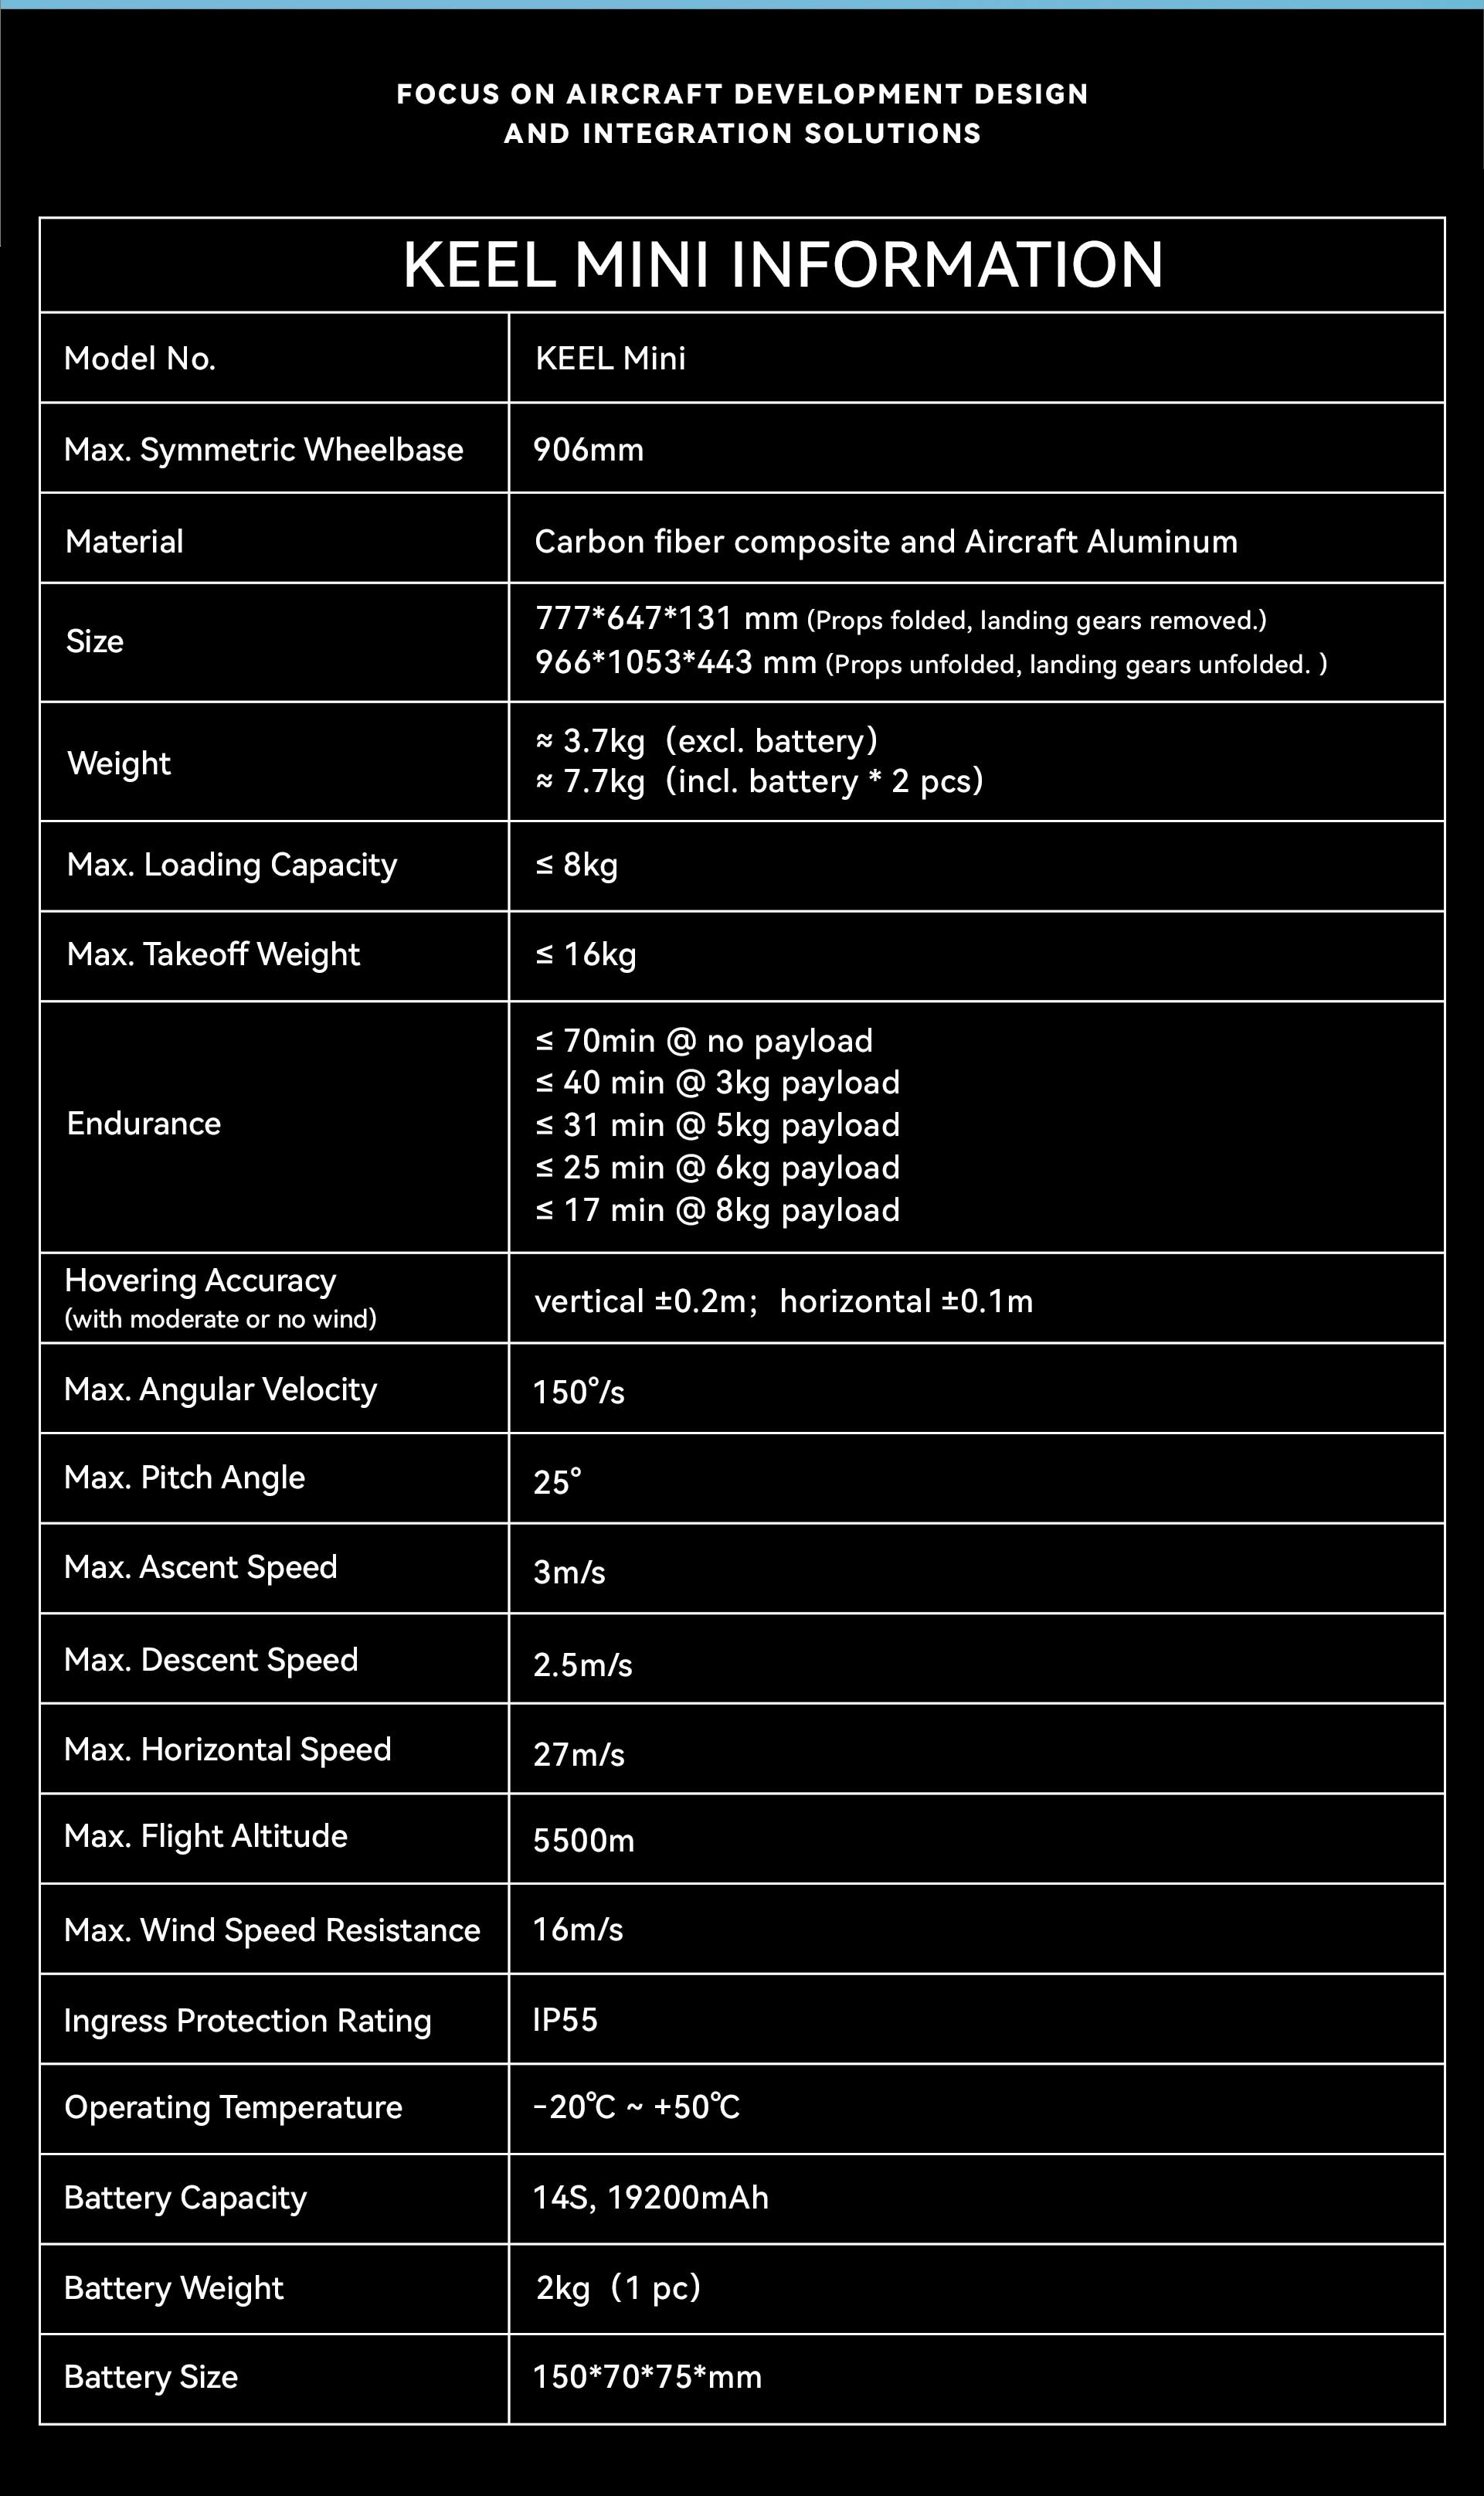 FOCUS ON AIRCRAFT DEVELOPMENT DESIGN
AND INTEGRATION SOLUTIONS
KEEL MINI INFORMATION
Model No.
KEEL Mini
Max. Symmetric Wheelbase
906mm
Material
Carbon fiber composite and Aircraft Aluminum
Size
777*647*131 mm (Props folded, landing gears removed.)
966*1053*443 mm (Props unfolded, landing gears unfolded. )
Weight
≈ 3.7kg（excl. battery）
≈ 7.7kg（incl. battery * 2 pcs）
Max. Loading Capacity
≤ 8kg
Max. Takeoff Weight
≤ 16kg
Endurance
≤ 70min @ no payload
≤ 40 min @ 3kg payload
≤ 31 min @ 5kg payload
≤ 25 min @ 6kg payload
≤ 17 min @ 8kg payload
Hovering Accuracy
(with moderate or no wind)
vertical ±0.2m； horizontal ±0.1m
Max. Angular Velocity
150°/s
Max. Pitch Angle
25°
Max. Ascent Speed
3m/s
Max. Descent Speed
2.5m/s
Max. Horizontal Speed
27m/s
Max. Flight Altitude
5500m
Max. Wind Speed Resistance
16m/s
Ingress Protection Rating
IP55
Operating Temperature
-20℃ ~ +50℃
Battery Capacity
14S, 19200mAh
Battery Weight
2kg（1 pc）
Battery Size
150*70*75*mm